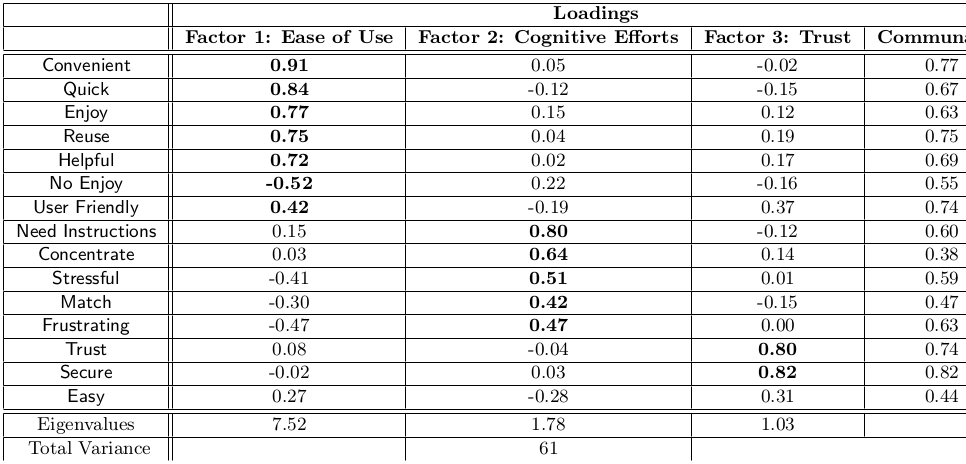 Loadings
Factor 1: Ease of Use Factor 2: Cognitive Efforts Factor 3: Trust
Convenient 0.91 0.05 -0.02 0.77
Quick 0.84 -0.12 -0.15 0.67
Enjoy 0.77 0.15 0.12 0.63
Reuse 0.75 0.04 0.19 0.75
Helpful 0.72 0.02 0.17 0.69
No Enjoy -0.52 0.22 -0.16 0.55
User Friendly 0.42 -0.19 0.37 0.74
Need Instructions 0.15 0.80 -0.12 0.60
Concentrate 0.03 0.64 0.14 0.38
Stressful -0.41 0.51 0.01 0.59
Match -0.30 0.42 -0.15 0.47
Frustrating -0.47 0.47 0.00 0.63
Trust 0.08 -0.04 0.80 0.74
Secure -0.02 0.03 0.82 0.82
Easy 0.27 -0.28 0.31 0.44
Eigenvalues 7.52 1.78 1.03
Total Variance 61